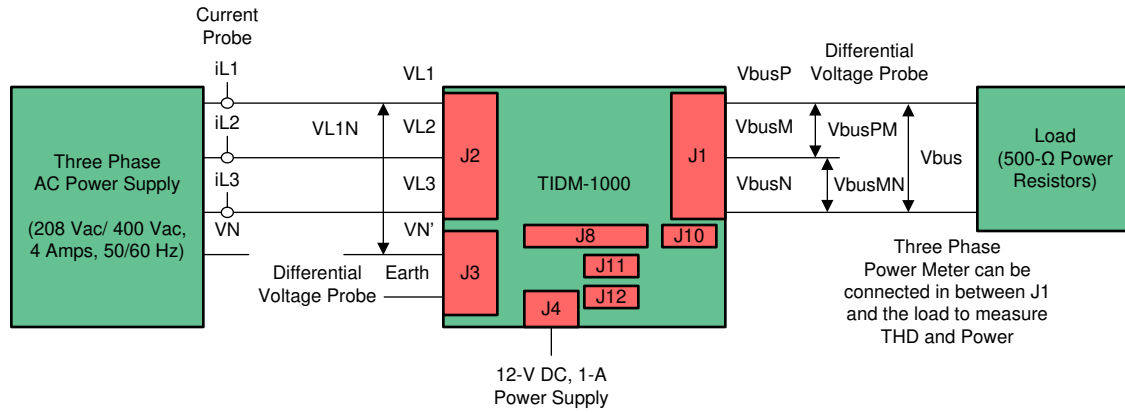 Current
Probe
iL1
iL2
iL3
VN
Three Phase
AC Power Supply
(208 Vac/ 400 Vac,
4 Amps, 50/60 Hz)
VL1
VL1N
VL2
VL3
VN'
Differential
Voltage Probe
Earth
J2
J3
J4
TIDM-1000
J8
J10
J11
J12
J1
12-V DC, 1-A
Power Supply
VbusP
VbusM
VbusN
Differential
Voltage Probe
VbusPM
VbusMN
Vbus
Load
(500-Ω Power
Resistors)
Three Phase
Power Meter can be
connected in between J1
and the load to measure
THD and Power